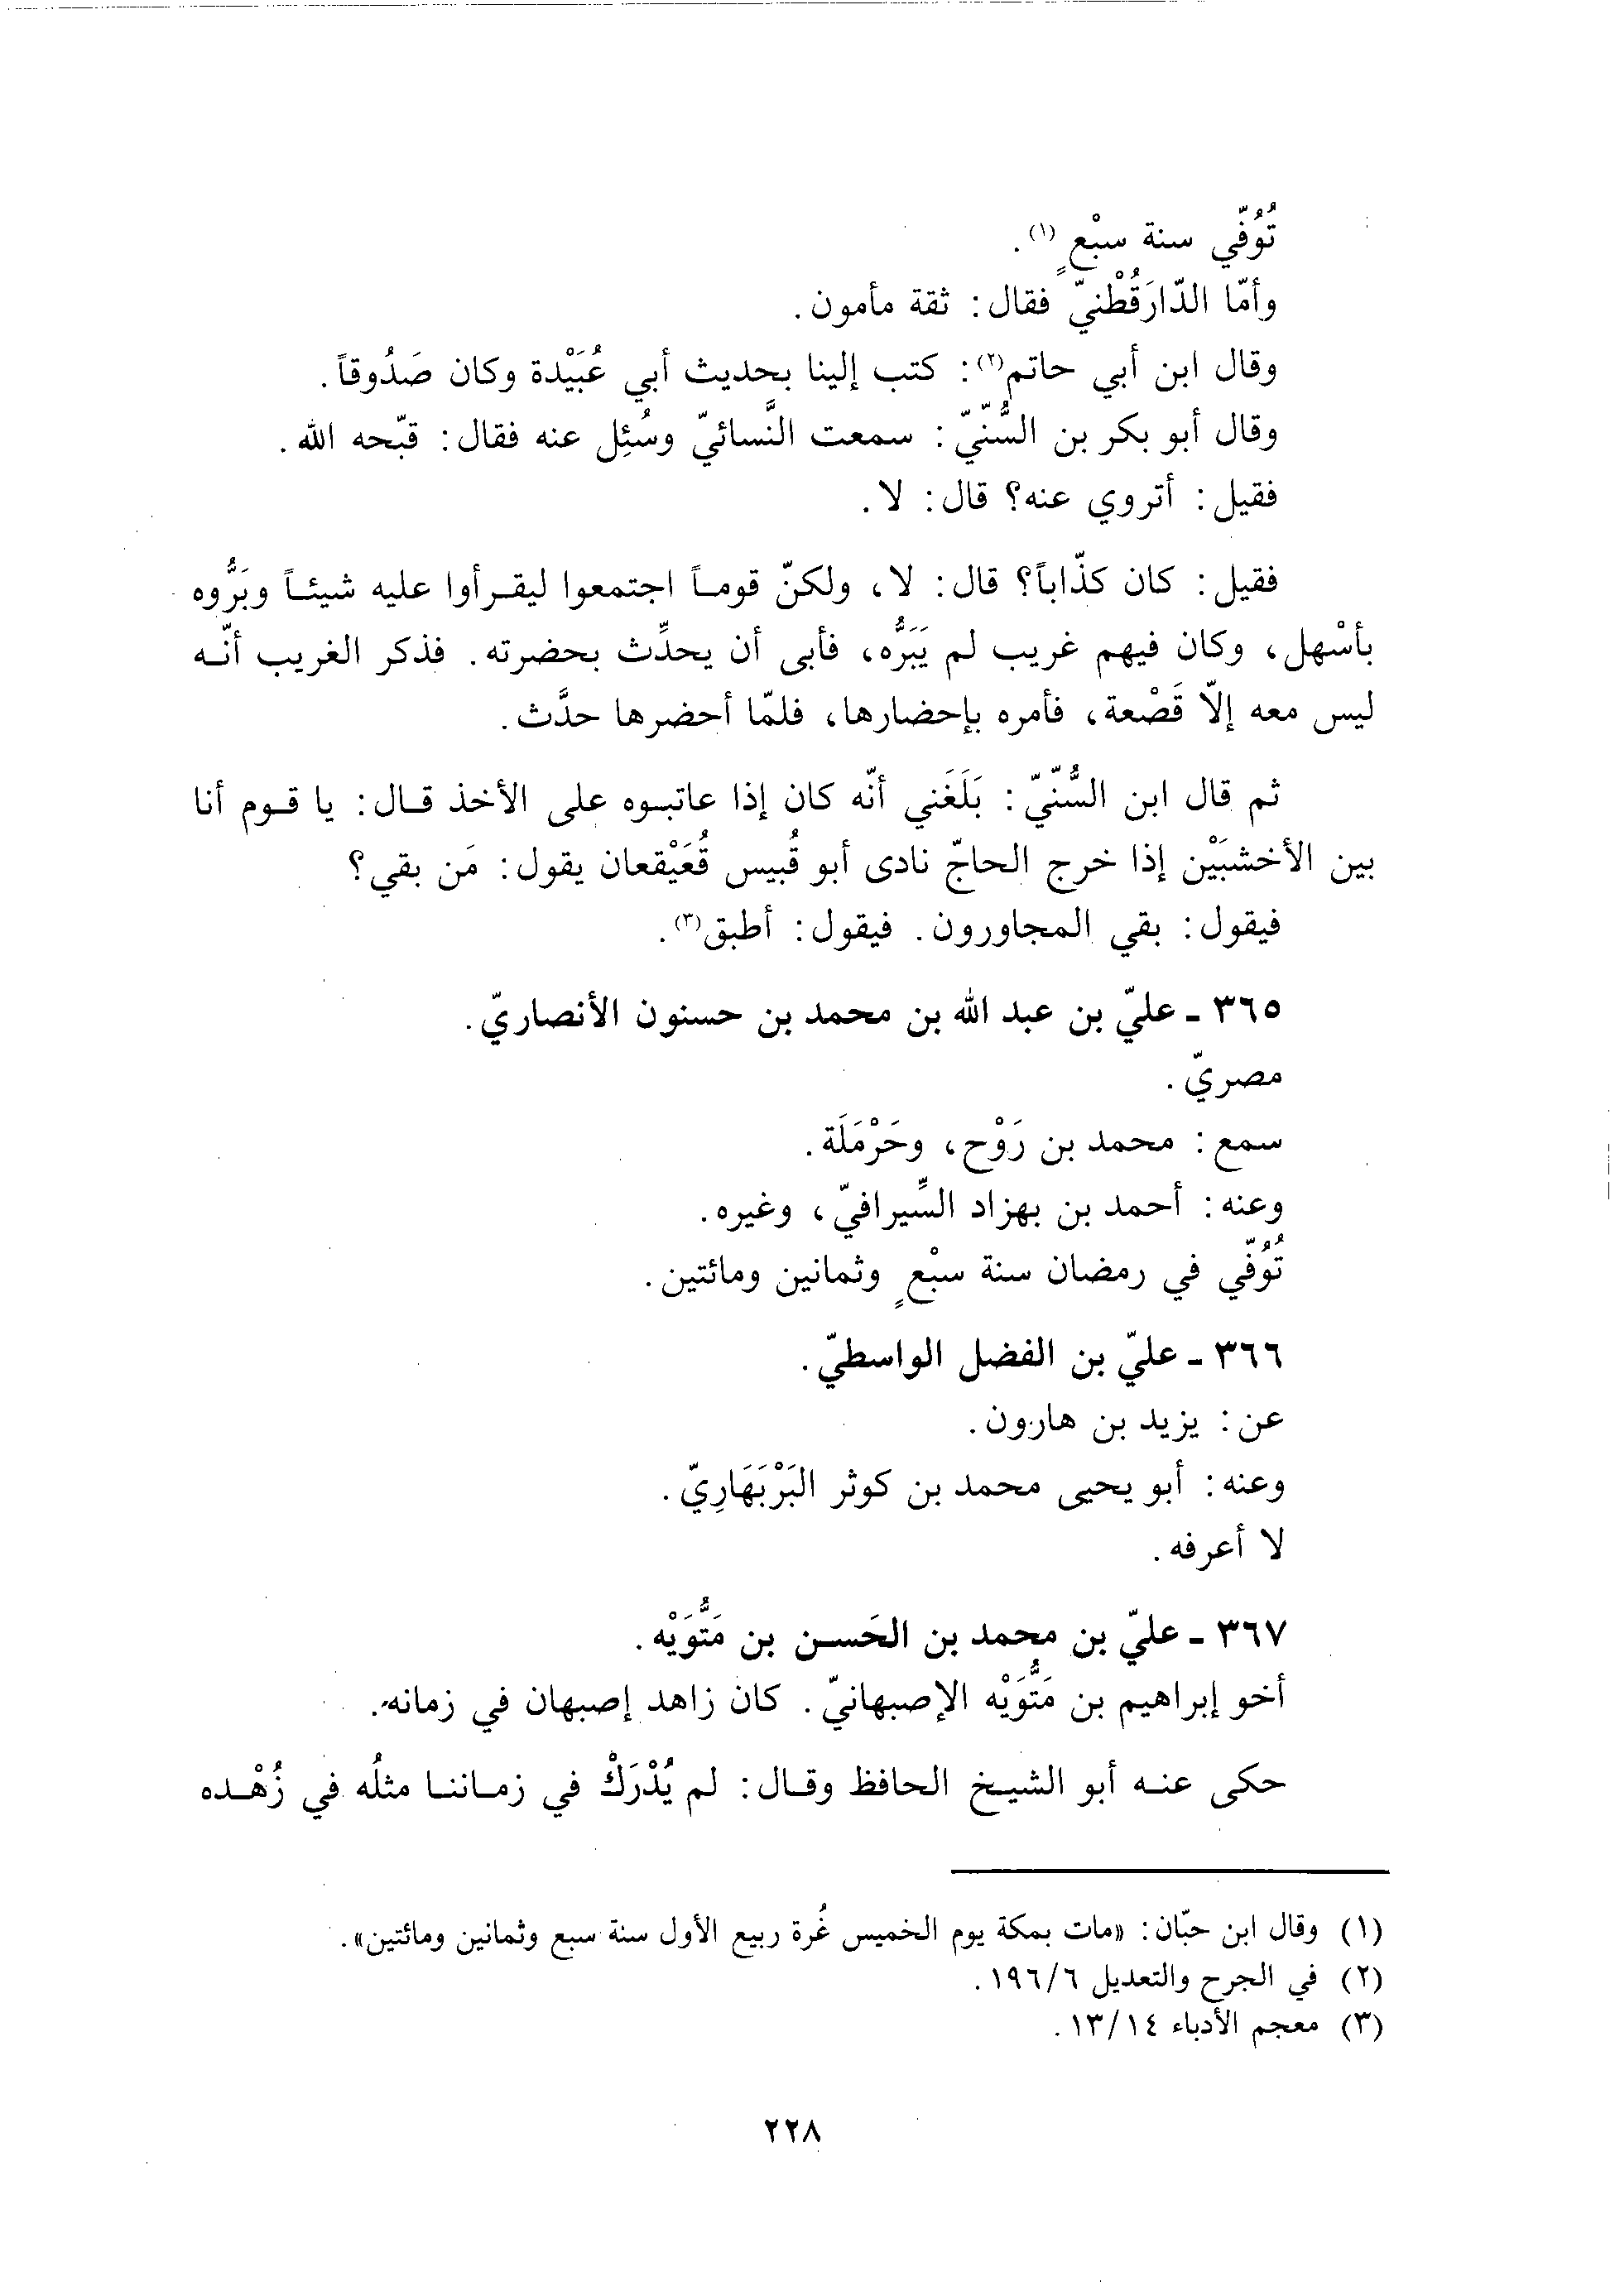 تُوُفّي سنة سبْعٍ(١).
وأمّا الدّارَقُطْنيّ فقال: ثقة مأمون.
وقال ابن أبي حاتم(٢): كتب إلينا بحديث أبي عُبَيْدة وكان صَدُوقاً.
وقال أبو بكر بن السُّنّيّ: سمعت النَّسائيّ وسُئِل عنه فقال: قبّحه الله.
فقيل: أتروي عنه؟ قال: لا.
فقيل: كان كذّاباً؟ قال: لا، ولكنّ قوماً اجتمعوا ليقرأوا عليه شيئاً وبَرُّوه
بأسْهل، وكان فيهم غريب لم يَبَرُّه، فأبى أن يحدِّث بحضرته. فذكر الغريب أنّه
ليس معه إلّا قَصْعة، فأمره بإحضارها، فلمّا أحضرها حدَّث.
ثم قال ابن السُّنّيّ: بَلَغَني أنّه كان إذا عاتبوه على الأخذ قال: يا قوم أنا
بين الأخشبَيْن إذا خرج الحاجّ نادى أبو قُبيس قُعَيْقعان يقول: مَن بقي؟
فيقول: بقي المجاورون. فيقول: أطبق(٣).
٣٦٥ - عليّ بن عبد الله بن محمد بن حسنون الأنصاريّ.
مصريّ.
سمع: محمد بن رَوْح، وحَرْمَلَة.
وعنه: أحمد بن بهزاد السِّيرافيّ، وغيره.
تُوُفّي في رمضان سنة سبْعٍ وثمانين ومائتين.
٣٦٦ - عليّ بن الفضل الواسطيّ.
عن: يزيد بن هارون.
وعنه: أبو يحيى محمد بن كوثر البَرْبَهَارِيّ.
لا أعرفه.
٣٦٧ - عليّ بن محمد بن الحَسن بن مَتُّوَيْه.
أخو إبراهيم بن مَتُّوَيْه الإصبهانيّ. كان زاهد إصبهان في زمانه.
حكى عنه أبو الشيخ الحافظ وقال: لم يُدْرَكْ في زماننا مثلُه في زُهْده
(١) وقال ابن حبّان: «مات بمكة يوم الخميس غُرة ربيع الأول سنة سبع وثمانين ومائتين».
(٢) في الجرح والتعديل ١٩٦/٦.
(٣) معجم الأدباء ١٣/١٤.
٢٢٨